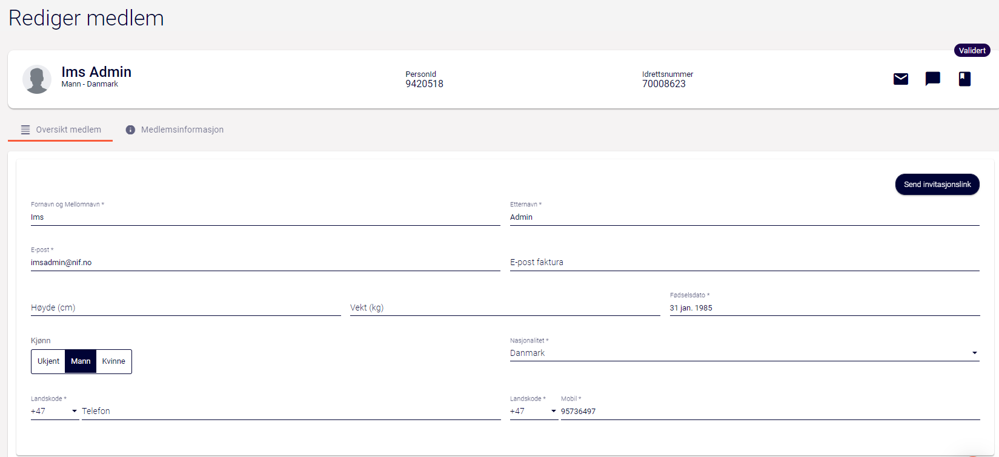 Rediger medlem
Validert
Ims Admin
Mann - Danmark
PersonId
9420518
Idrettsnummer
70008623
Oversikt medlem
Medlemsinformasjon
Send invitasjonslink
Fornavn og Mellomnavn *
Ims
Etternavn *
Admin
E-post *
imsadmin@nif.no
E-post faktura
Høyde (cm)
Vekt (kg)
Fødselsdato *
31 jan. 1985
Kjønn
Ukjent Mann Kvinne
Nasjonalitet *
Danmark
Landskode *
+47
Telefon
Landskode *
+47
Mobil *
95736497